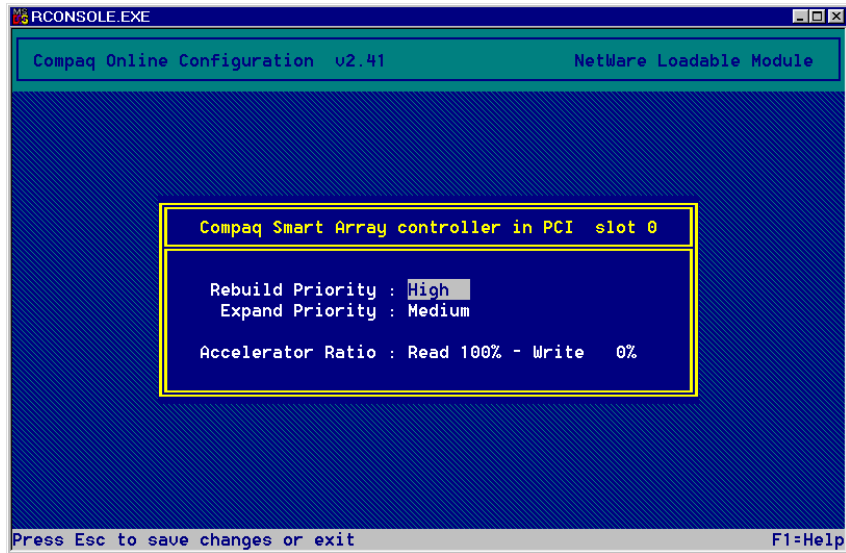 RCONSOLE.EXE
Compaq Online Configuration v2.41 NetWare Loadable Module
Compaq Smart Array controller in PCI slot 0
Rebuild Priority : High
Expand Priority : Medium
Accelerator Ratio : Read 100% - Write 0%
Press Esc to save changes or exit F1=Help